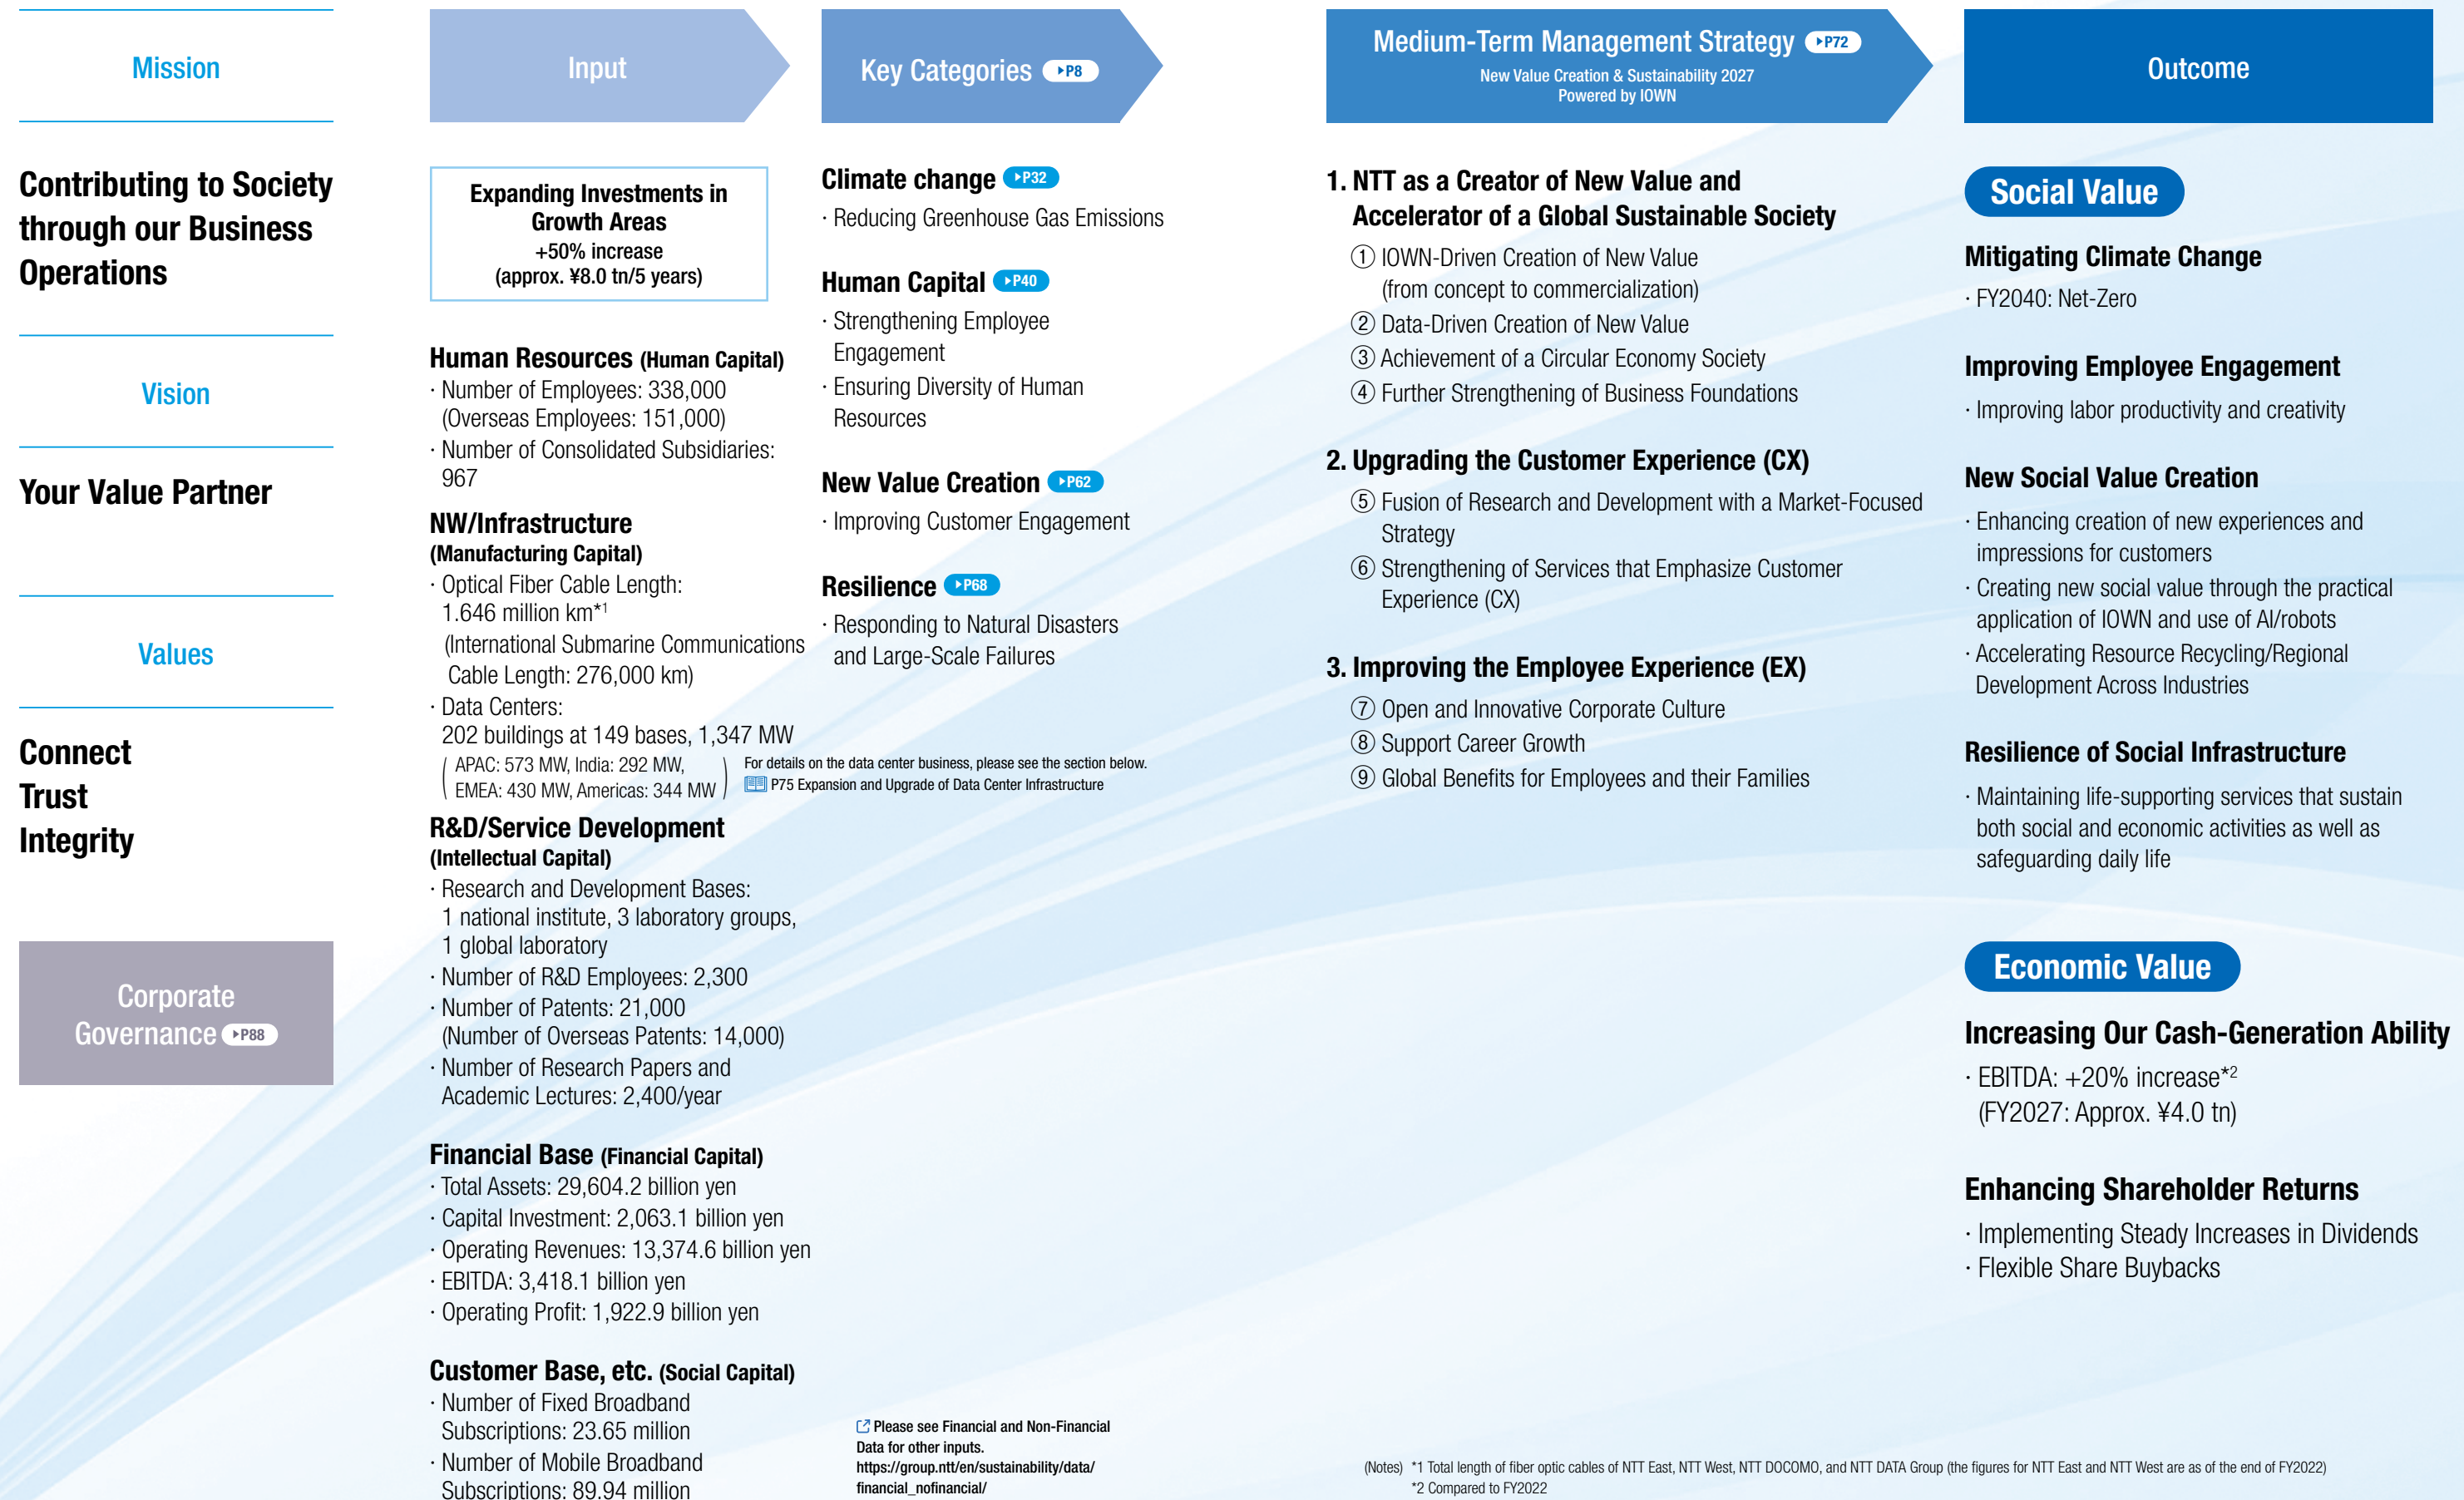 Mission
Contributing to Society
through our Business
Operations
Vision
Your Value Partner
Values
Connect
Trust
Integrity
Corporate
Governance ▶P88
Input
Expanding Investments in
Growth Areas
+50% increase
(approx. ¥8.0 tn/5 years)
Human Resources (Human Capital)
· Number of Employees: 338,000
(Overseas Employees: 151,000)
· Number of Consolidated Subsidiaries:
967
NW/Infrastructure
(Manufacturing Capital)
· Optical Fiber Cable Length:
1.646 million km*1
(International Submarine Communications
Cable Length: 276,000 km)
· Data Centers:
202 buildings at 149 bases, 1,347 MW
( APAC: 573 MW, India: 292 MW,
EMEA: 430 MW, Americas: 344 MW )
For details on the data center business, please see the section below.
P75 Expansion and Upgrade of Data Center Infrastructure
R&D/Service Development
(Intellectual Capital)
· Research and Development Bases:
1 national institute, 3 laboratory groups,
1 global laboratory
· Number of R&D Employees: 2,300
· Number of Patents: 21,000
(Number of Overseas Patents: 14,000)
· Number of Research Papers and
Academic Lectures: 2,400/year
Financial Base (Financial Capital)
· Total Assets: 29,604.2 billion yen
· Capital Investment: 2,063.1 billion yen
· Operating Revenues: 13,374.6 billion yen
· EBITDA: 3,418.1 billion yen
· Operating Profit: 1,922.9 billion yen
Customer Base, etc. (Social Capital)
· Number of Fixed Broadband
Subscriptions: 23.65 million
· Number of Mobile Broadband
Subscriptions: 89.94 million
Key Categories ▶P8
Climate change ▶P32
· Reducing Greenhouse Gas Emissions
Human Capital ▶P40
· Strengthening Employee
Engagement
· Ensuring Diversity of Human
Resources
New Value Creation ▶P62
· Improving Customer Engagement
Resilience ▶P68
· Responding to Natural Disasters
and Large-Scale Failures
Please see Financial and Non-Financial
Data for other inputs.
https://group.ntt/en/sustainability/data/
financial_nofinancial/
Medium-Term Management Strategy ▶P72
New Value Creation & Sustainability 2027
Powered by IOWN
1. NTT as a Creator of New Value and
Accelerator of a Global Sustainable Society
① IOWN-Driven Creation of New Value
(from concept to commercialization)
② Data-Driven Creation of New Value
③ Achievement of a Circular Economy Society
④ Further Strengthening of Business Foundations
2. Upgrading the Customer Experience (CX)
⑤ Fusion of Research and Development with a Market-Focused
Strategy
⑥ Strengthening of Services that Emphasize Customer
Experience (CX)
3. Improving the Employee Experience (EX)
⑦ Open and Innovative Corporate Culture
⑧ Support Career Growth
⑨ Global Benefits for Employees and their Families
Outcome
Social Value
Mitigating Climate Change
· FY2040: Net-Zero
Improving Employee Engagement
· Improving labor productivity and creativity
New Social Value Creation
· Enhancing creation of new experiences and
impressions for customers
· Creating new social value through the practical
application of IOWN and use of AI/robots
· Accelerating Resource Recycling/Regional
Development Across Industries
Resilience of Social Infrastructure
· Maintaining life-supporting services that sustain
both social and economic activities as well as
safeguarding daily life
Economic Value
Increasing Our Cash-Generation Ability
· EBITDA: +20% increase*2
(FY2027: Approx. ¥4.0 tn)
Enhancing Shareholder Returns
· Implementing Steady Increases in Dividends
· Flexible Share Buybacks
(Notes) *1 Total length of fiber optic cables of NTT East, NTT West, NTT DOCOMO, and NTT DATA Group (the figures for NTT East and NTT West are as of the end of FY2022)
*2 Compared to FY2022